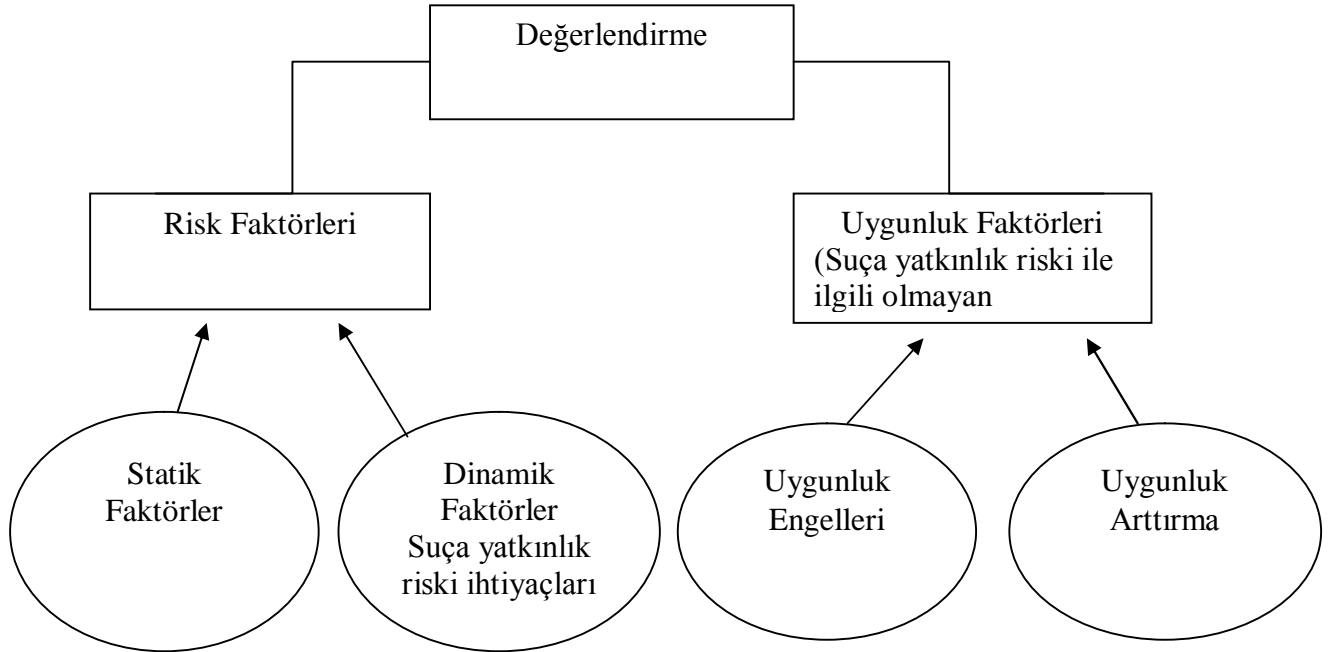 Değerlendirme
Risk Faktörleri
Uygunluk Faktörleri
(Suça yatkınlık riski ile
ilgili olmayan
Statik
Faktörler
Dinamik
Faktörler
Suça yatkınlık
riski ihtiyaçları
Uygunluk
Engelleri
Uygunluk
Arttırma